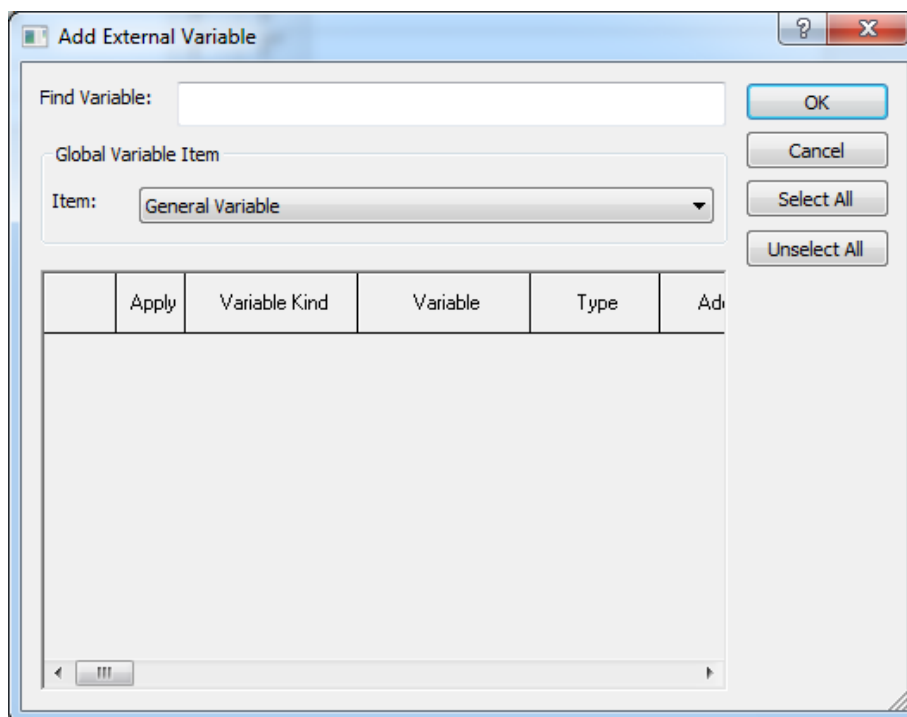 Add External Variable
Find Variable:
OK
Cancel
Select All
Unselect All
Global Variable Item
Item:
General Variable
Apply Variable Kind Variable Type